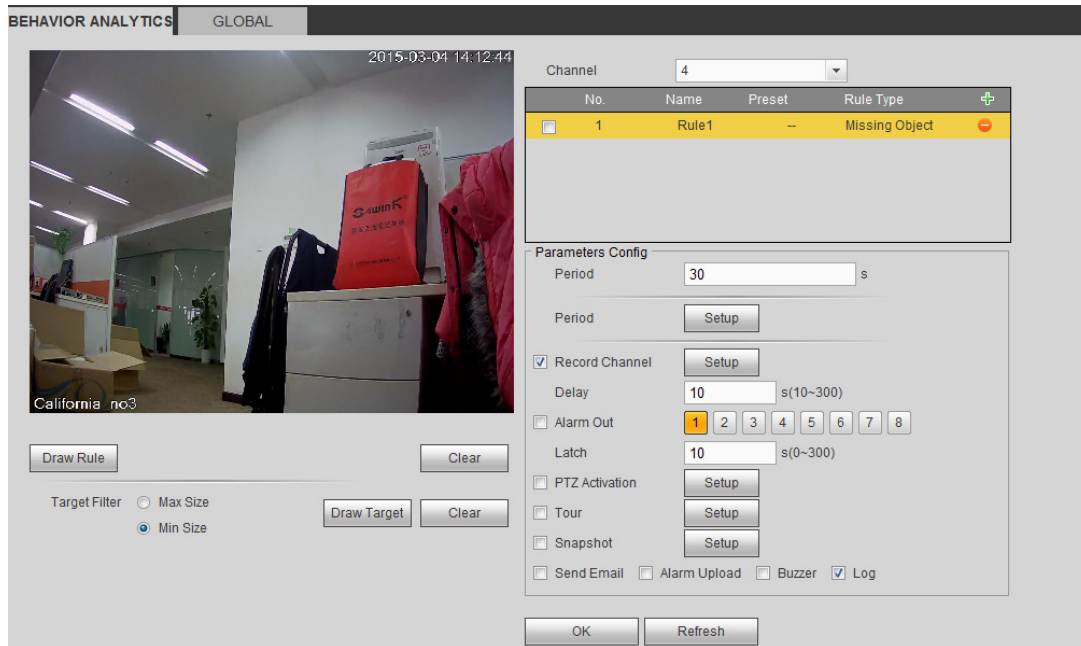 BEHAVIOR ANALYTICS GLOBAL
2015-03-04 14:12:44
SAWINK
California no3
Draw Rule Clear
Target Filter Max Size
Min Size
Draw Target Clear
Channel 4
No. Name Preset Rule Type
1 Rule1 -- Missing Object
Parameters Config
Period 30 s
Period Setup
Record Channel Setup
Delay 10 s(10~300)
Alarm Out 1 2 3 4 5 6 7 8
Latch 10 s(0~300)
PTZ Activation Setup
Tour Setup
Snapshot Setup
Send Email Alarm Upload Buzzer Log
OK Refresh